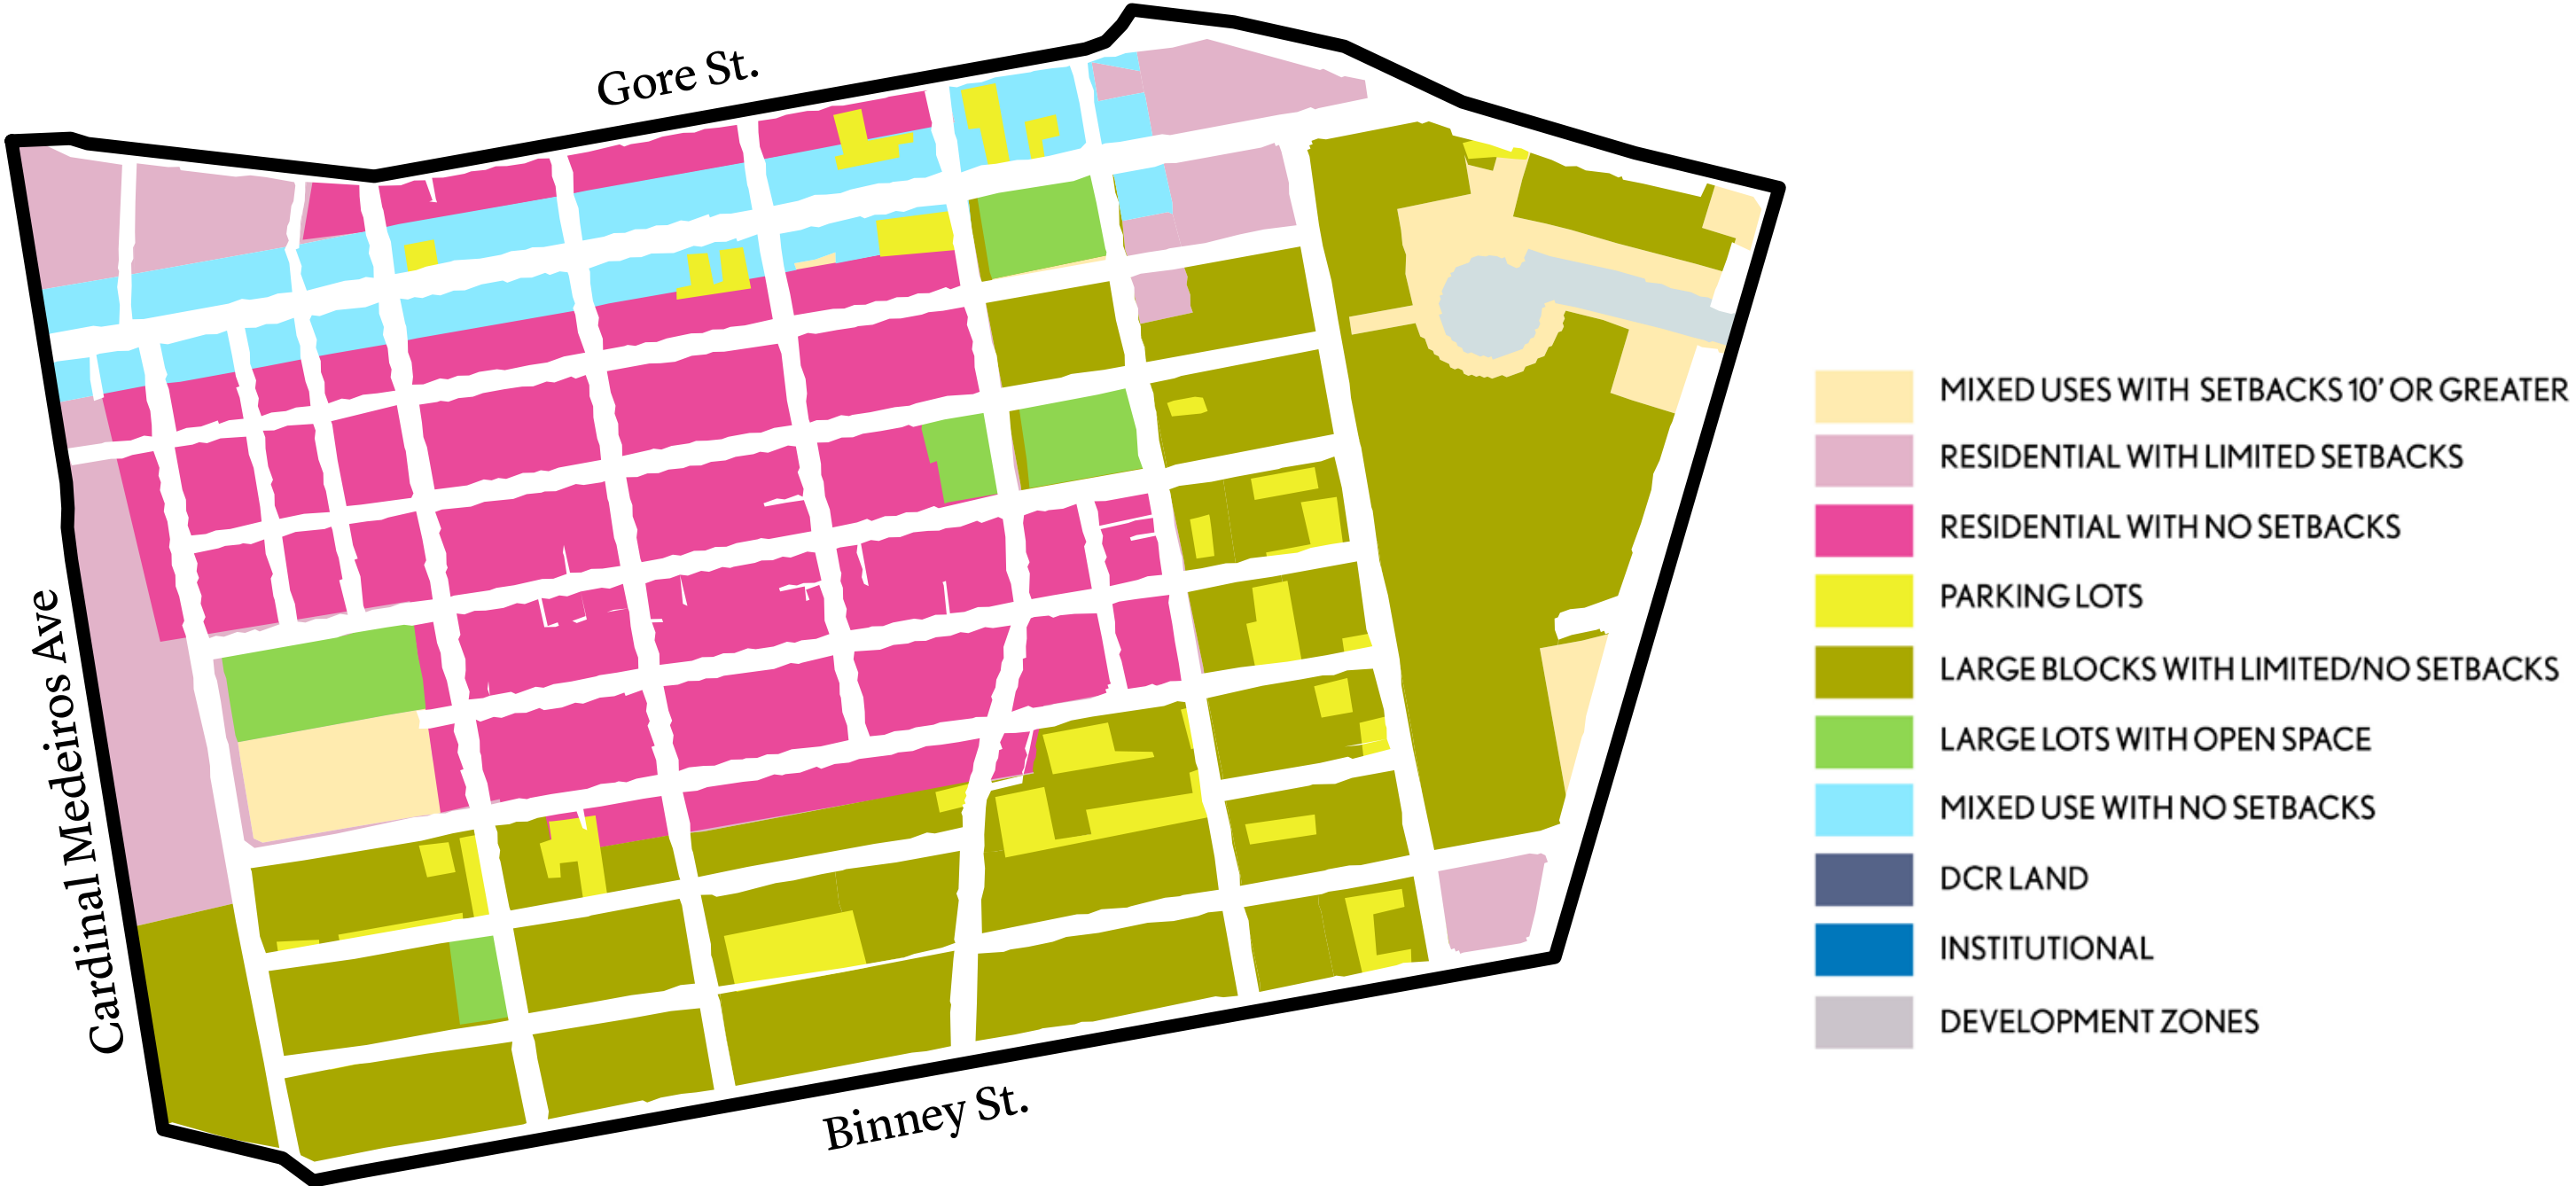 Gore St.
Cardinal Medeiros Ave
Binney St.
MIXED USES WITH SETBACKS 10' OR GREATER
RESIDENTIAL WITH LIMITED SETBACKS
RESIDENTIAL WITH NO SETBACKS
PARKING LOTS
LARGE BLOCKS WITH LIMITED/NO SETBACKS
LARGE LOTS WITH OPEN SPACE
MIXED USE WITH NO SETBACKS
DCR LAND
INSTITUTIONAL
DEVELOPMENT ZONES